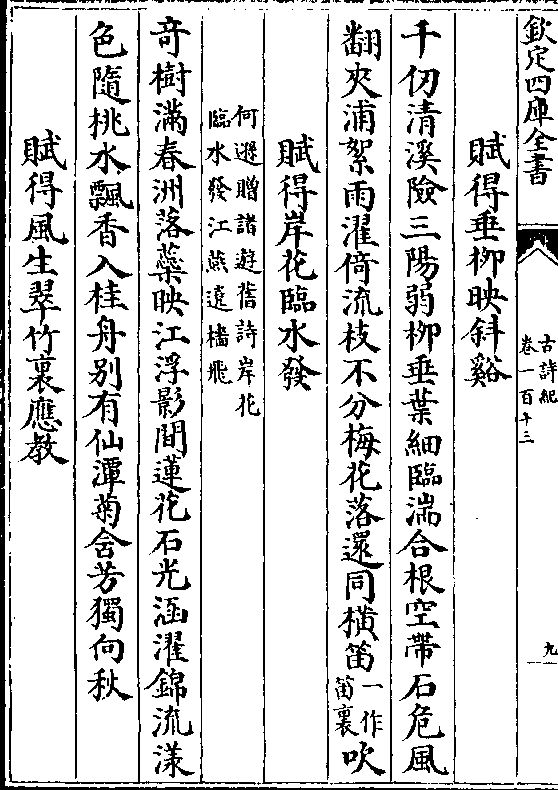 欽定四庫全書
古詩紀
卷一百十三
九
賦得垂柳映斜谿
千仞清溪險三陽弱柳垂葉細臨湍合根空帶石危風
翻夾浦絮雨濯倚流枝不分梅花落還同橫笛一作笛裏吹
賦得岸花臨水發
何遜贈諸遊舊詩岸花
臨水發江燕遶檣飛
奇樹滿春洲落蘂映江浮影間蓮花石光涵濯錦流漾
色隨桃水飄香入桂舟别有仙潭菊含芳獨向秋
賦得風生翠竹裏應教